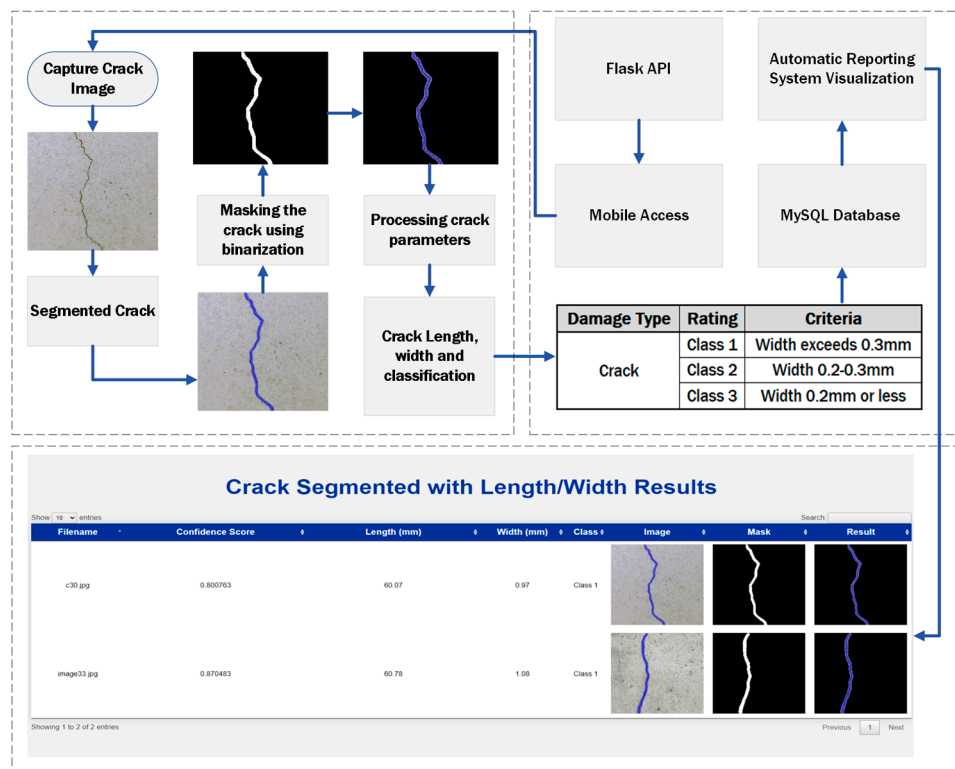 Capture Crack
Image
Segmented Crack
Masking the
crack using
binarization
Processing crack
parameters
Crack Length,
width and
classification
Flask API
Mobile Access
Automatic Reporting
System Visualization
MySQL Database
Damage Type Rating Criteria
Crack
Class 1 Width exceeds 0.3mm
Class 2 Width 0.2-0.3mm
Class 3 Width 0.2mm or less
Crack Segmented with Length/Width Results
Show 10 entries
Search:
Filename Confidence Score Length (mm) Width (mm) Class Image Mask Result
c30.jpg 0.800763 60.07 0.97 Class 1
image33.jpg 0.870483 60.78 1.08 Class 1
Showing 1 to 2 of 2 entries
Previous 1 Next